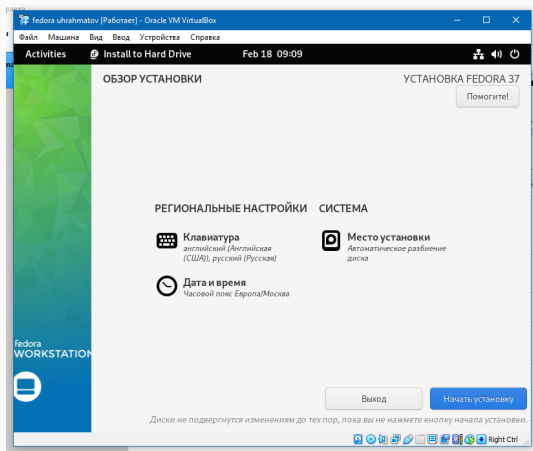 fedora uhrahmatov [Работает] - Oracle VM VirtualBox
Файл Машина Вид Ввод Устройства Справка
Activities Install to Hard Drive Feb 18 09:09
ОБЗОР УСТАНОВКИ
УСТАНОВКА FEDORA 37
Помогите!
РЕГИОНАЛЬНЫЕ НАСТРОЙКИ
Клавиатура
английский (Английская
(США)), русский (Русская)
Дата и время
Часовой пояс Европа/Москва
СИСТЕМА
Место установки
Автоматическое разбиение
диска
fedora
WORKSTATION
Выход
Начать установку
Диски не подвергнутся изменениям до тех пор, пока вы не нажмете кнопку начала установки.
Right Ctrl